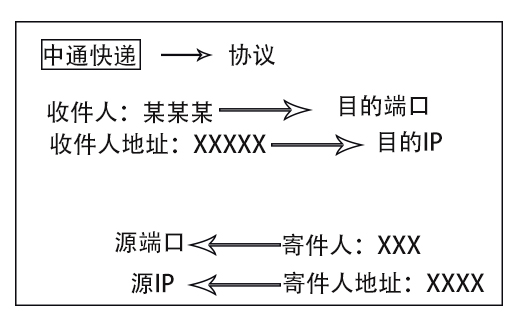 中通快递 协议
收件人：某某某 目的端口
收件人地址：XXXXX 目的IP
源端口 寄件人：XXX
源IP 寄件人地址：XXXX